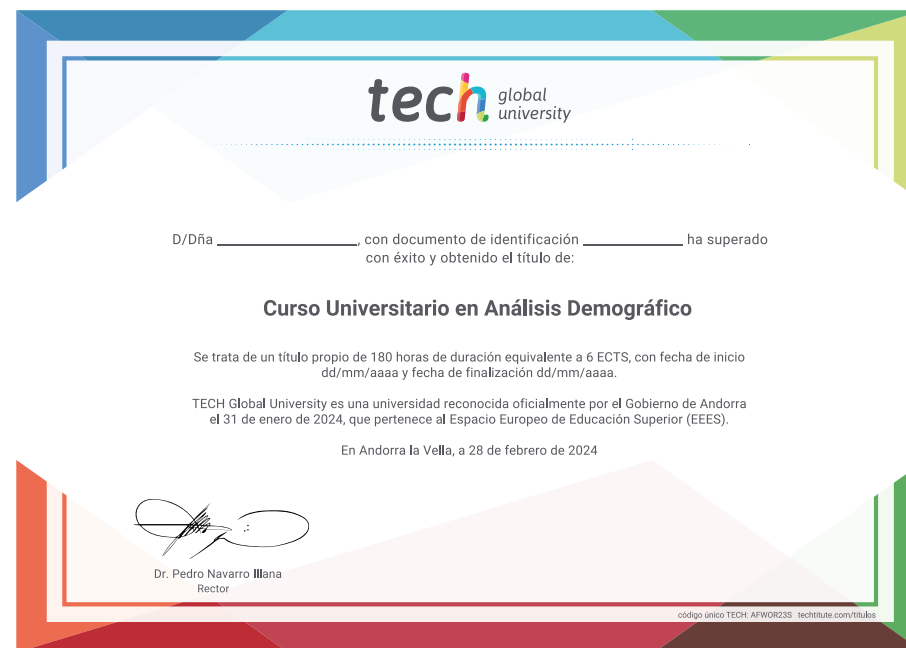 tech global university
D/Dña ________________, con documento de identificación ____________ ha superado
con éxito y obtenido el título de:
Curso Universitario en Análisis Demográfico
Se trata de un título propio de 180 horas de duración equivalente a 6 ECTS, con fecha de inicio
dd/mm/aaaa y fecha de finalización dd/mm/aaaa.
TECH Global University es una universidad reconocida oficialmente por el Gobierno de Andorra
el 31 de enero de 2024, que pertenece al Espacio Europeo de Educación Superior (EEES).
En Andorra la Vella, a 28 de febrero de 2024
Dr. Pedro Navarro Illana
Rector
código único TECH: AFWOR23S techtitute.com/titulos